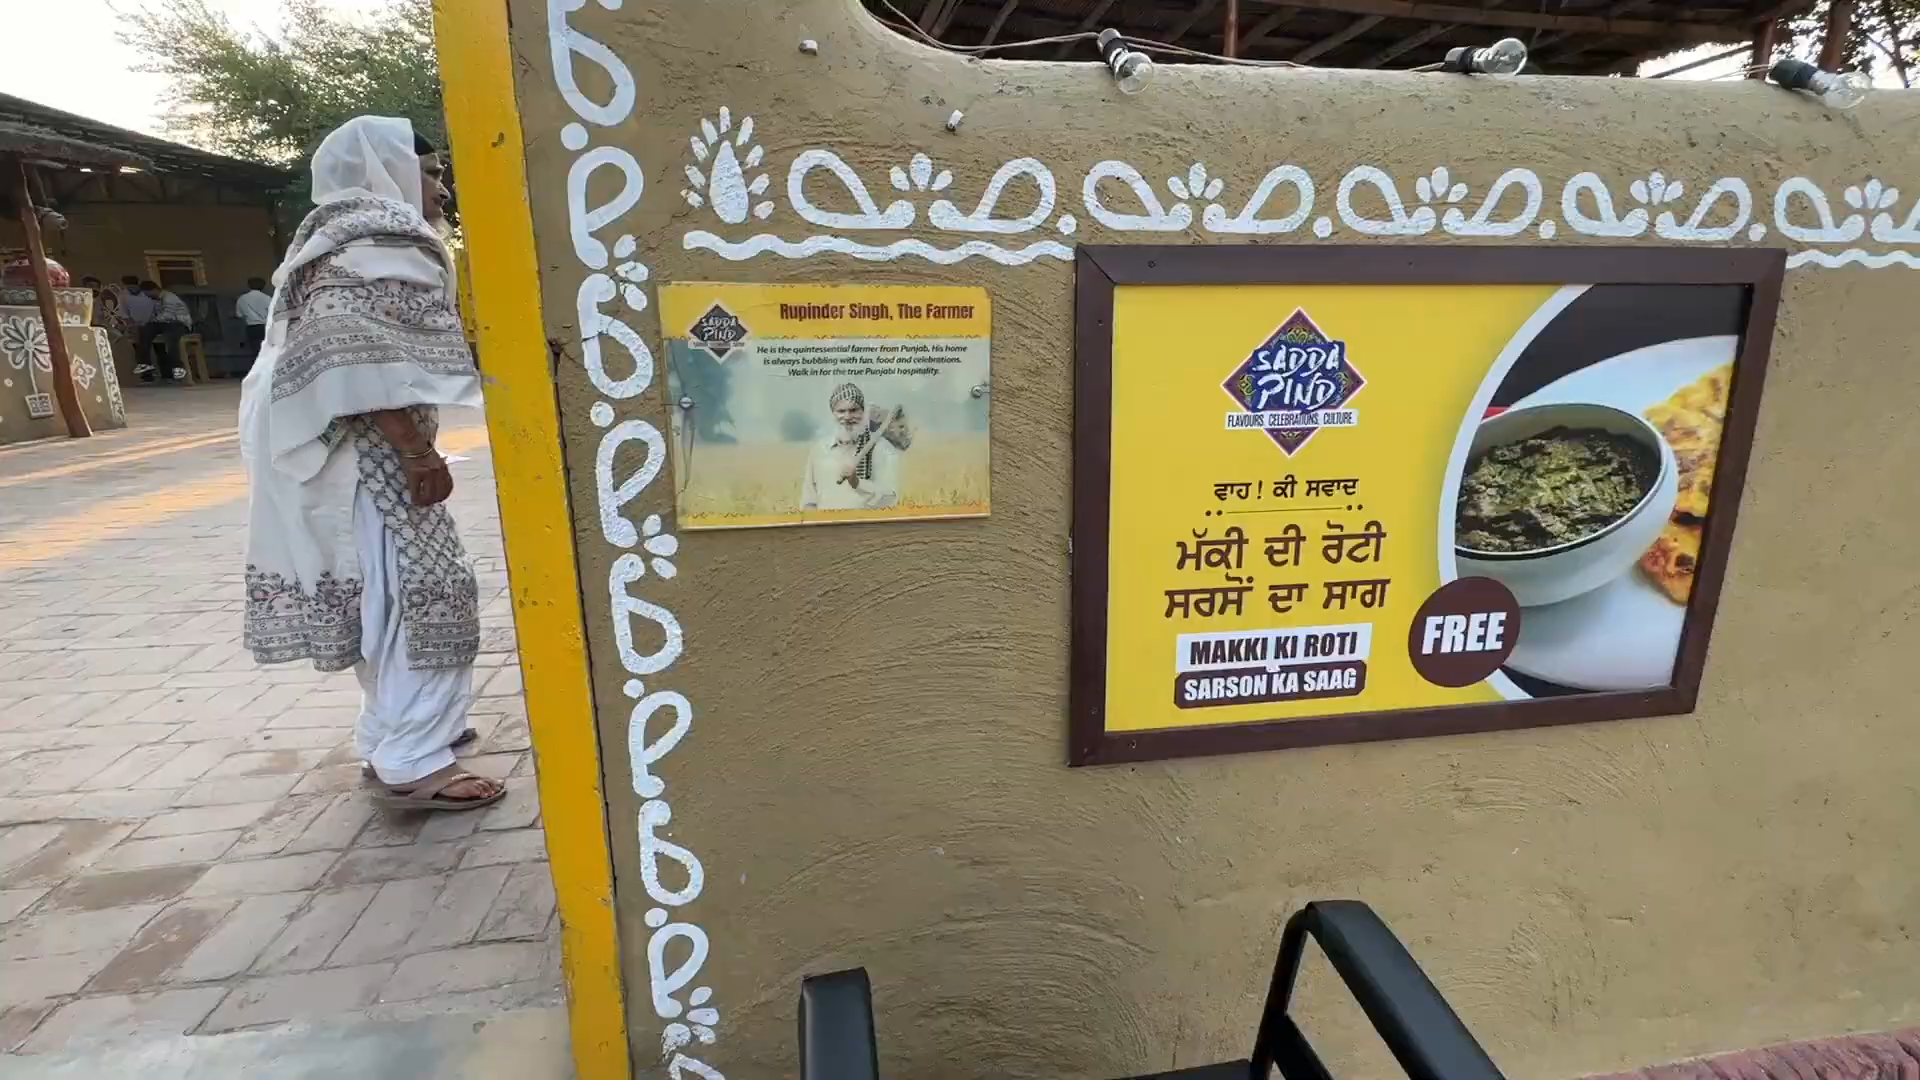 Rupinder Singh, The Farmer
SADDA
PIND
He is the quintessential farmer from Punjab. His home
is always bubbling with fun, food and celebrations.
Walk in for the true Punjabi hospitality.
SADDA
PIND
FLAVOURS. CELEBRATIONS. CULTURE.
ਵਾਹ! ਕੀ ਸਵਾਦ
ਮੱਕੀ ਦੀ ਰੋਟੀ
ਸਰਸੋਂ ਦਾ ਸਾਗ
MAKKI KI ROTI
SARSON KA SAAG
FREE